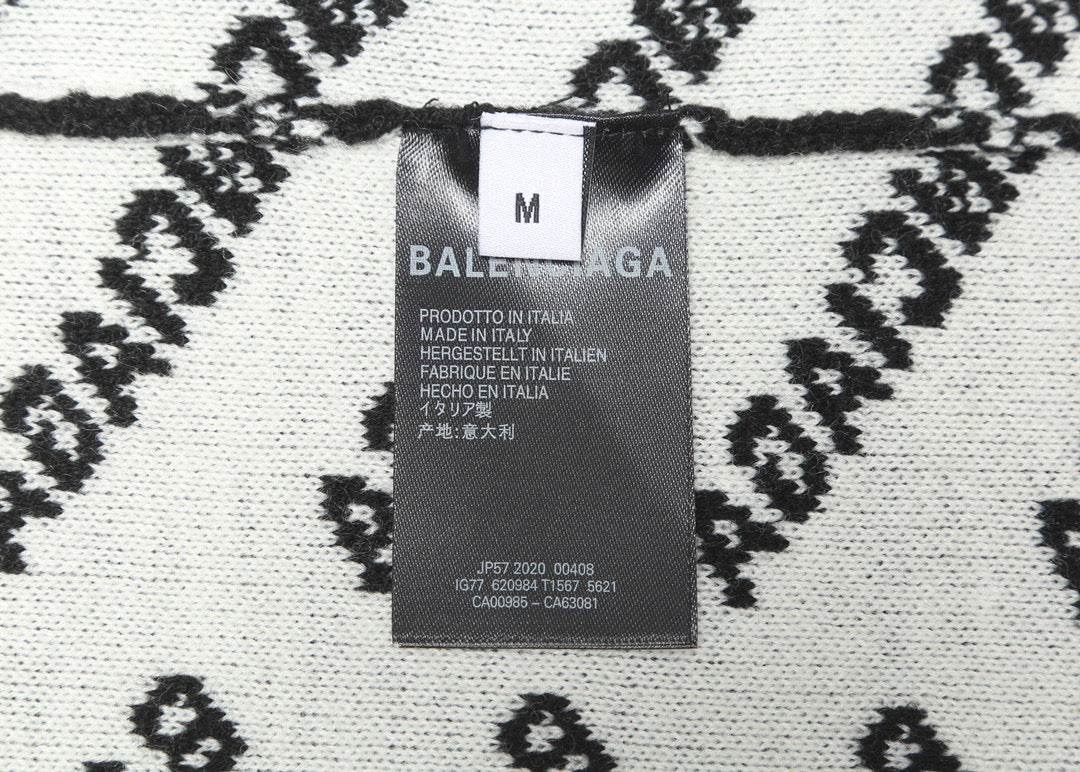 M
BALENCIAGA
PRODOTTO IN ITALIA
MADE IN ITALY
HERGESTELLT IN ITALIEN
FABRIQUE EN ITALIE
HECHO EN ITALIA
イタリア製
产地:意大利
JP57 2020 00408
IG77 620984 T1567 5621
CA00985 – CA63081